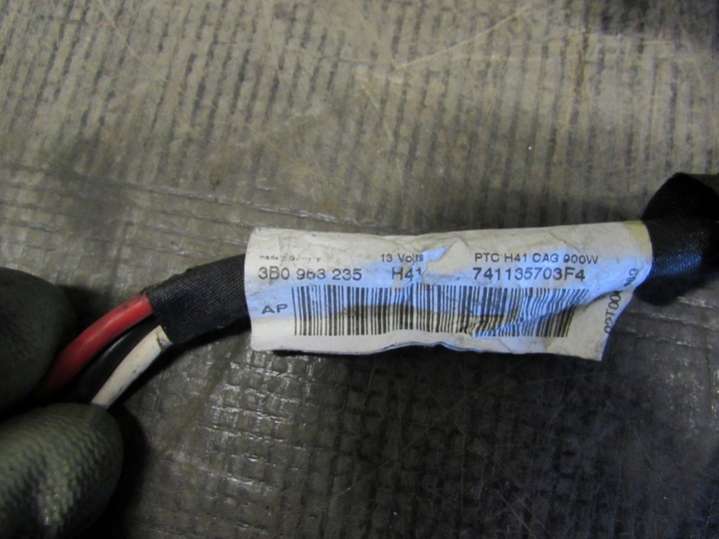 13 Volts PTC H41 CAG 900W
3B0 963 235 H41 741135703F4
AP